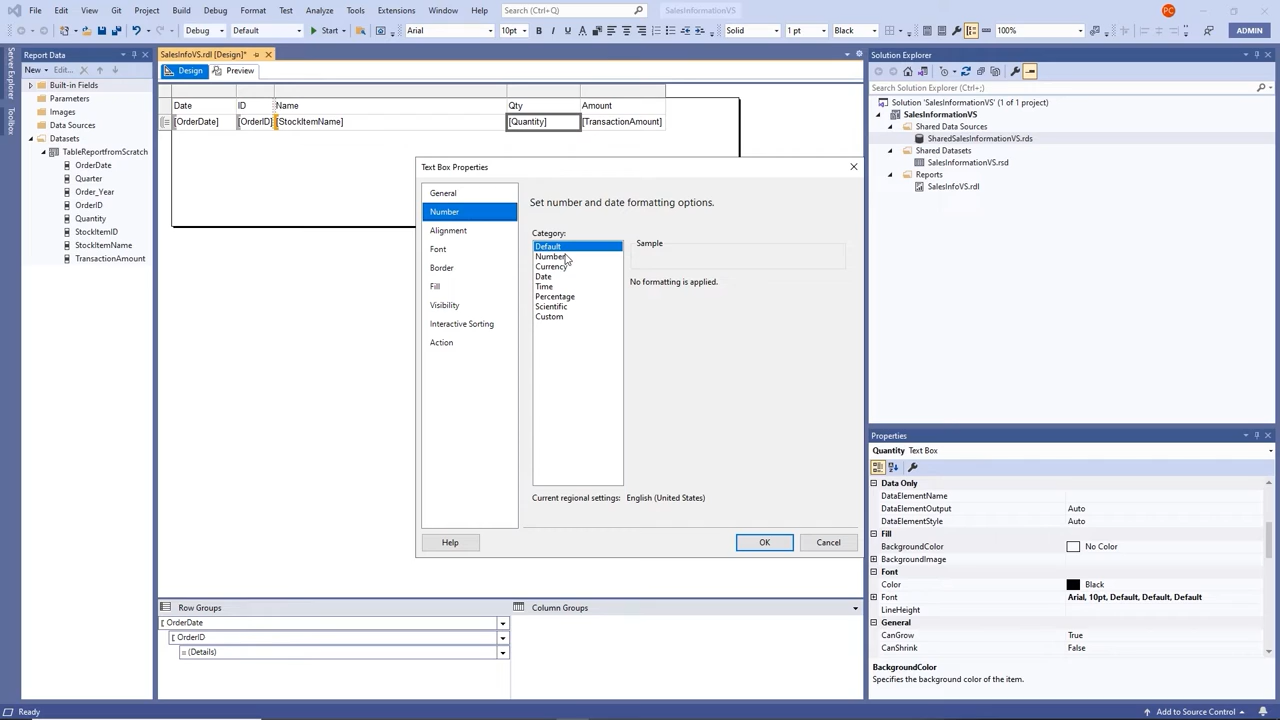 File Edit View Git Project Build Debug Format Test Analyze Tools Extensions Window Help Search (Ctrl+;) SalesInformationVS PC
Debug Default Start Arial 10pt B I U A Solid 1 pt Black 100% ADMIN
Server Explorer
Toolbox
Report Data
New Edit...
Built-in Fields
Parameters
Images
Data Sources
Datasets
TableReportfromScratch
OrderDate
Quarter
Order_Year
OrderID
Quantity
StockItemID
StockItemName
TransactionAmount
SalesInfoVS.rdl [Design]*
Design Preview
Date ID Name Qty Amount
[OrderDate] [OrderID] [StockItemName] [Quantity] [TransactionAmount]
Text Box Properties
General
Number
Alignment
Font
Border
Fill
Visibility
Interactive Sorting
Action
Set number and date formatting options.
Category:
Default
Number
Currency
Date
Time
Percentage
Scientific
Custom
Sample
No formatting is applied.
Current regional settings: English (United States)
Help OK Cancel
Row Groups Column Groups
[ OrderDate
[ OrderID
= (Details)
Solution Explorer
Search Solution Explorer (Ctrl+;)
Solution 'SalesInformationVS' (1 of 1 project)
SalesInformationVS
Shared Data Sources
SharedSalesInformationVS.rds
Shared Datasets
SalesInformationVS.rsd
Reports
SalesInfoVS.rdl
Properties
Quantity Text Box
Data Only
DataElementName
DataElementOutput Auto
DataElementStyle Auto
Fill
BackgroundColor No Color
BackgroundImage
Font
Color Black
Font Arial, 10pt, Default, Default, Default
LineHeight
General
CanGrow True
CanShrink False
BackgroundColor
Specifies the background color of the item.
Ready Add to Source Control